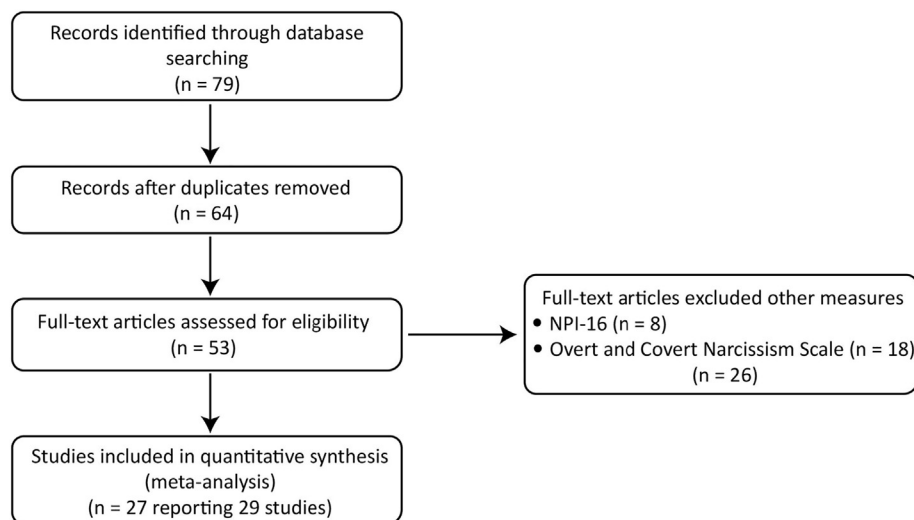 Records identified through database
searching
(n = 79)
Records after duplicates removed
(n = 64)
Full-text articles assessed for eligibility
(n = 53)
Full-text articles excluded other measures
• NPI-16 (n = 8)
• Overt and Covert Narcissism Scale (n = 18)
(n = 26)
Studies included in quantitative synthesis
(meta-analysis)
(n = 27 reporting 29 studies)